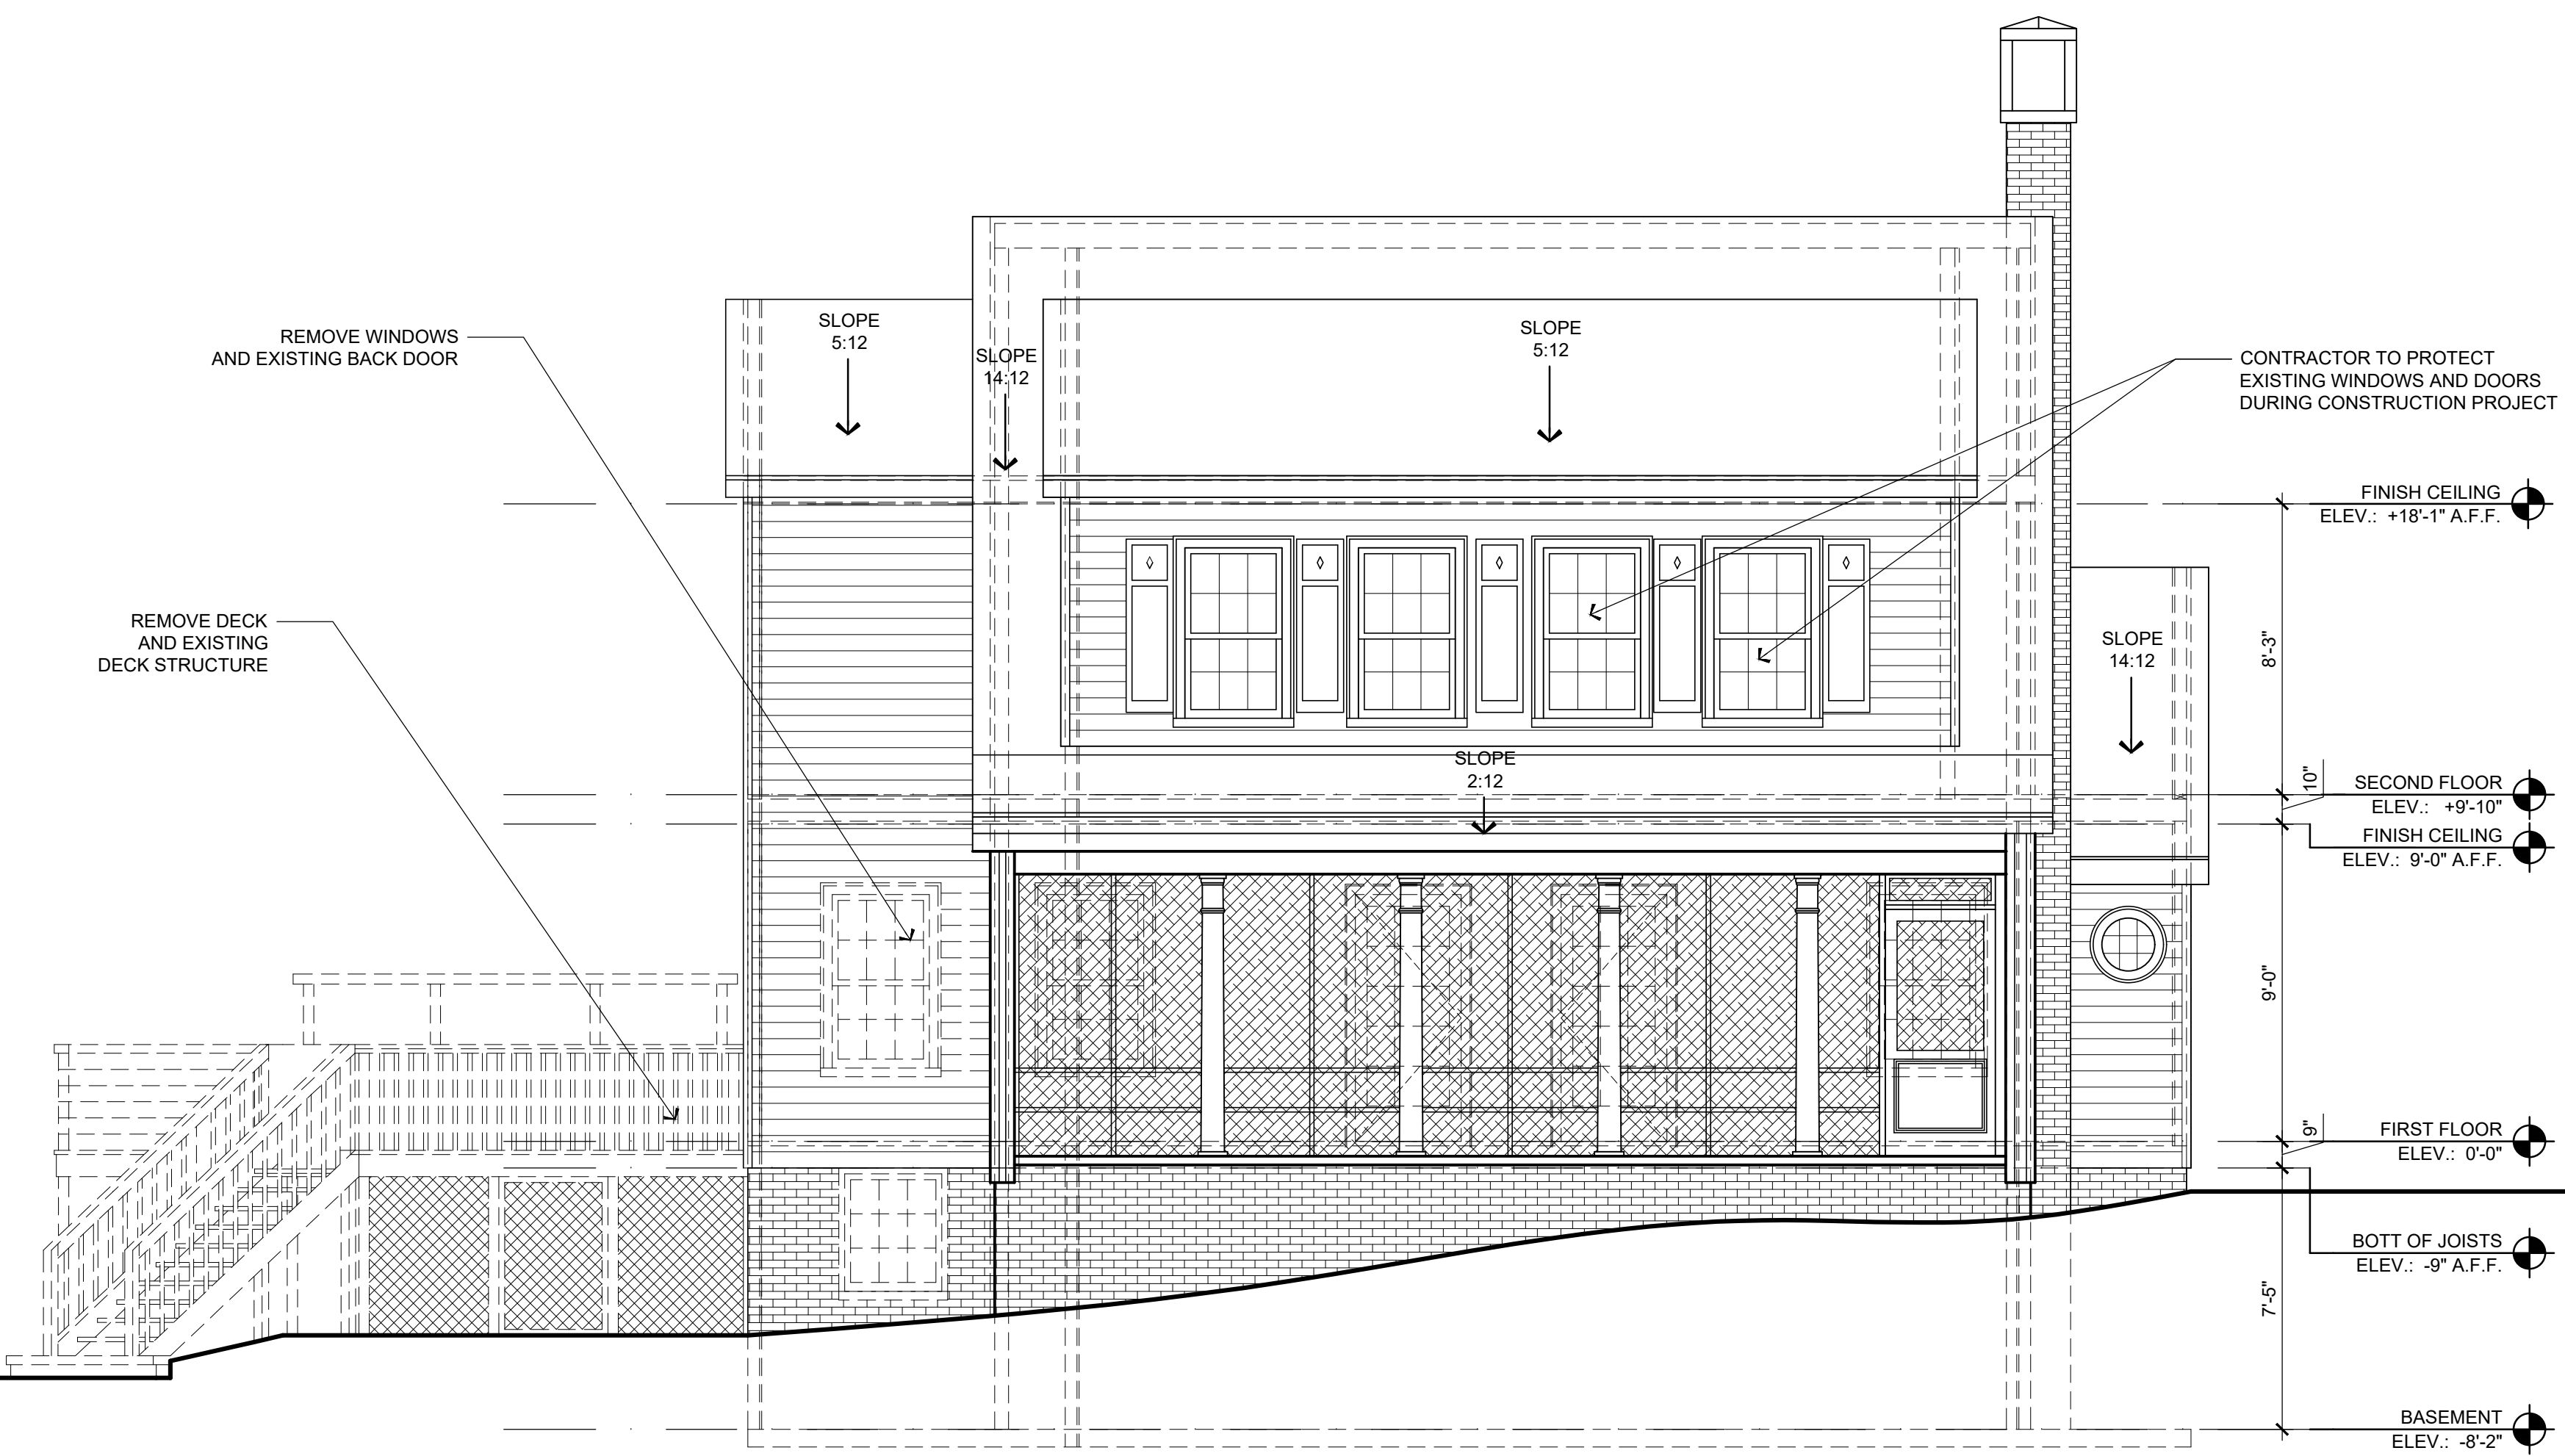 SLOPE
5:12
SLOPE
5:12
SLOPE
14:12
REMOVE WINDOWS
AND EXISTING BACK DOOR
CONTRACTOR TO PROTECT
EXISTING WINDOWS AND DOORS
DURING CONSTRUCTION PROJECT
FINISH CEILING
ELEV.: +18'-1" A.F.F.
REMOVE DECK
AND EXISTING
DECK STRUCTURE
SLOPE
14:12
8'-3"
SLOPE
2:12
10"
SECOND FLOOR
ELEV.: +9'-10"
FINISH CEILING
ELEV.: 9'-0" A.F.F.
9'-0"
9"
FIRST FLOOR
ELEV.: 0'-0"
BOTT OF JOISTS
ELEV.: -9" A.F.F.
7'-5"
BASEMENT
ELEV.: -8'-2"